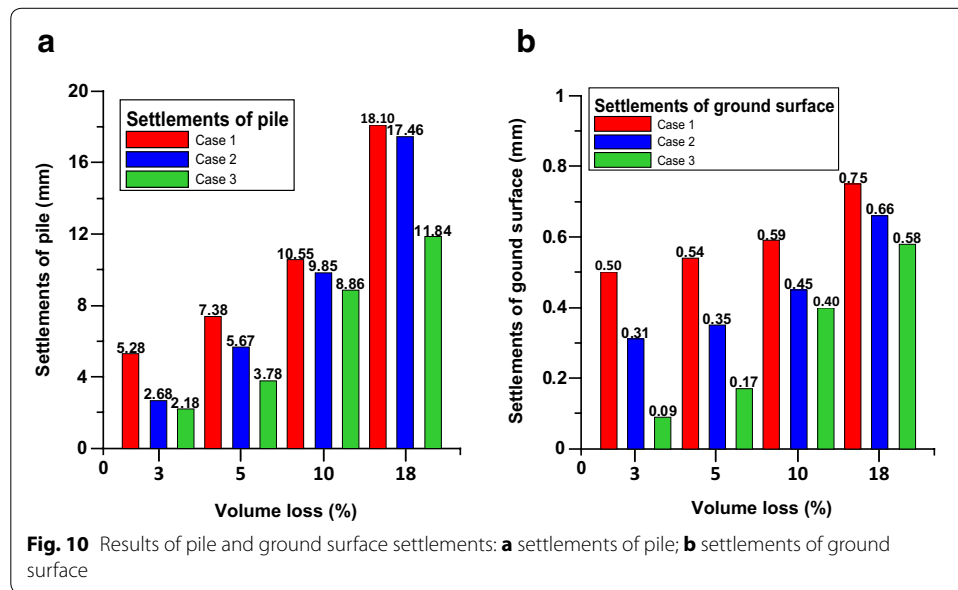 a
Settlements of pile (mm)
20
16
12
8
4
0
Settlements of pile
Case 1
Case 2
Case 3
5.28
2.68
2.18
7.38
5.67
3.78
10.55
9.85
8.86
18.10
17.46
11.84
0
3
5
10
18
Volume loss (%)
b
Settlements of gound surface (mm)
1
0.8
0.6
0.4
0.2
0
Settlements of ground surface
Case 1
Case 2
Case 3
0.50
0.31
0.09
0.54
0.35
0.17
0.59
0.45
0.40
0.75
0.66
0.58
0
3
5
10
18
Volume loss (%)
Fig. 10 Results of pile and ground surface settlements: a settlements of pile; b settlements of ground
surface